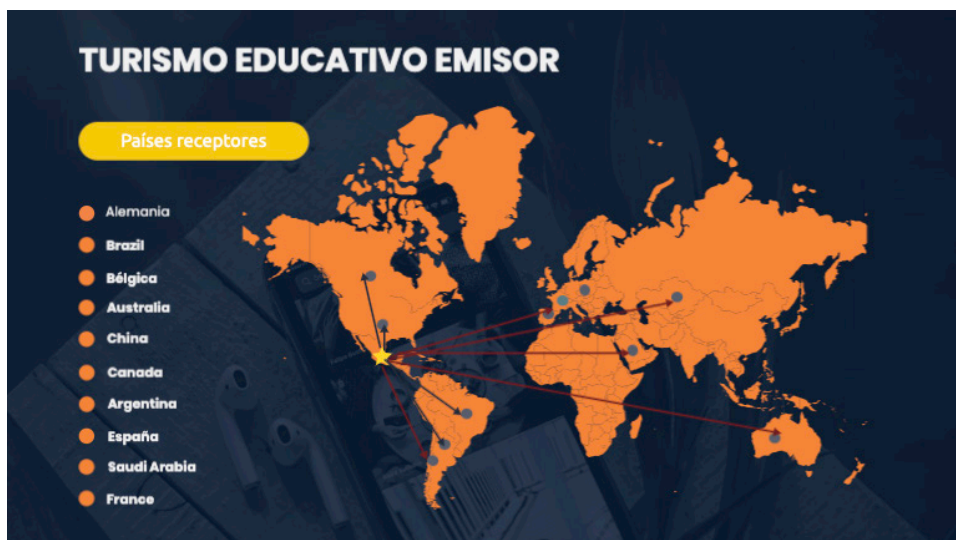 TURISMO EDUCATIVO EMISOR
Países receptores
Alemania
Brazil
Bélgica
Australia
China
Canada
Argentina
España
Saudi Arabia
France